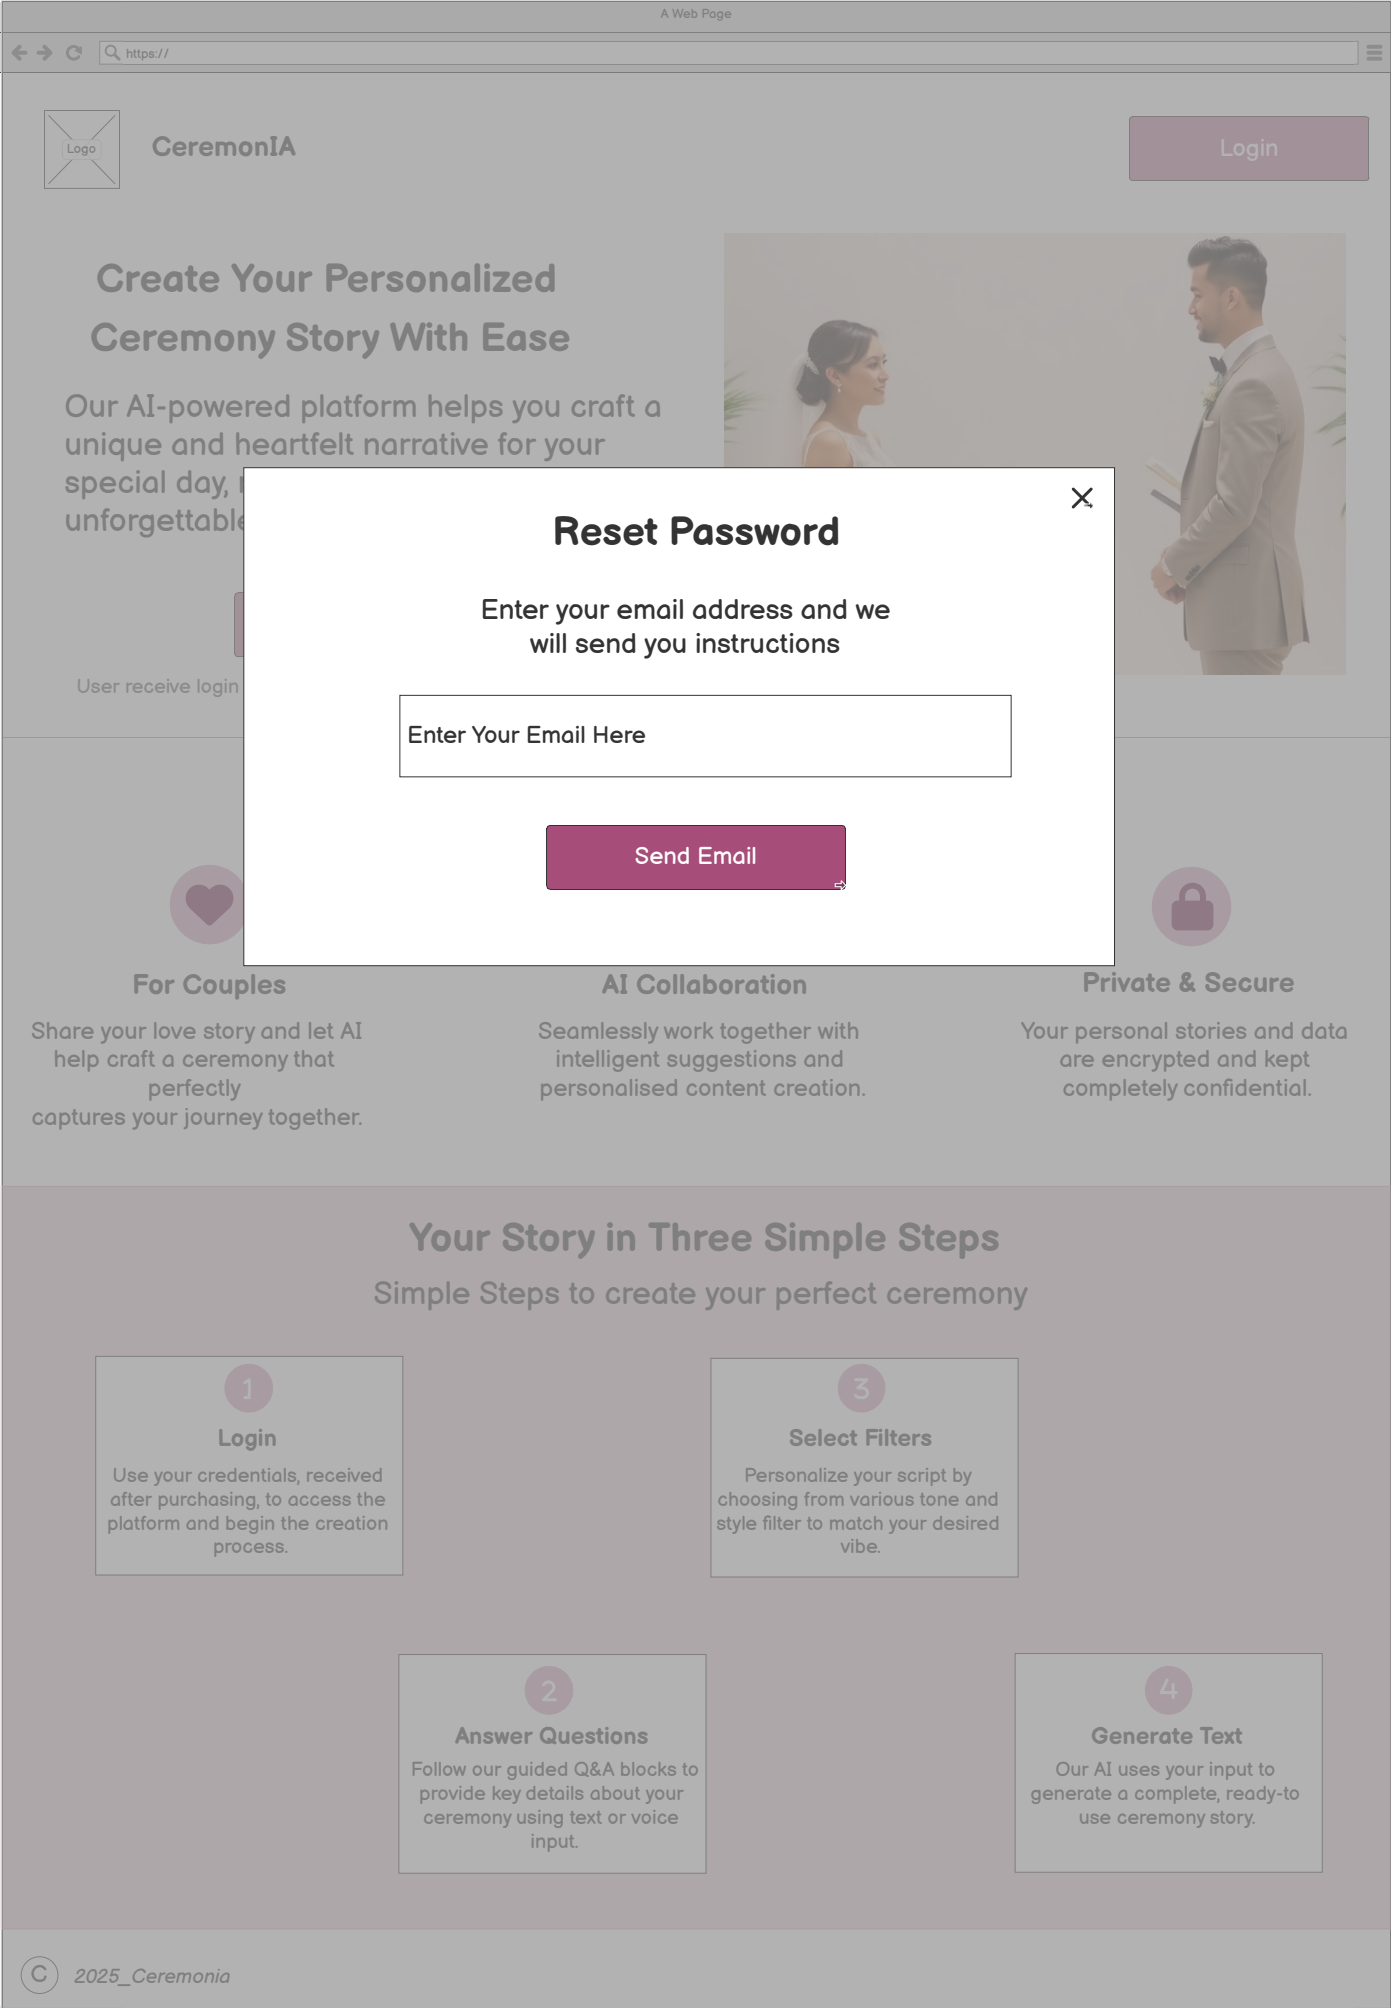 A Web Page
https://
Logo
CeremonIA
Login
Create Your Personalized
Ceremony Story With Ease
Our AI-powered platform helps you craft a
unique and heartfelt narrative for your
special day,
unforgettable
User receive login
Reset Password
Enter your email address and we
will send you instructions
Enter Your Email Here
Send Email
For Couples
Share your love story and let AI
help craft a ceremony that
perfectly
captures your journey together.
AI Collaboration
Seamlessly work together with
intelligent suggestions and
personalised content creation.
Private & Secure
Your personal stories and data
are encrypted and kept
completely confidential.
Your Story in Three Simple Steps
Simple Steps to create your perfect ceremony
1
Login
Use your credentials, received
after purchasing, to access the
platform and begin the creation
process.
3
Select Filters
Personalize your script by
choosing from various tone and
style filter to match your desired
vibe.
2
Answer Questions
Follow our guided Q&A blocks to
provide key details about your
ceremony using text or voice
input.
4
Generate Text
Our AI uses your input to
generate a complete, ready-to
use ceremony story.
C 2025_Ceremonia